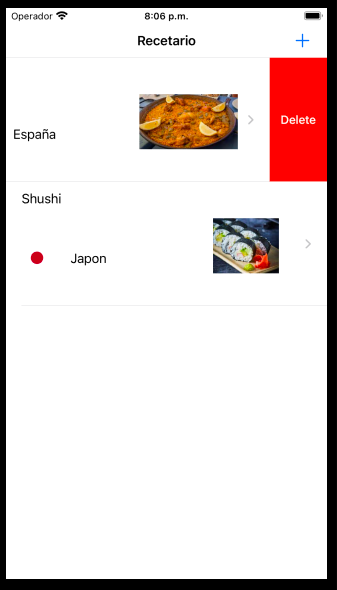 Operador 8:06 p.m.
Recetario
España
Delete
Shushi
Japon